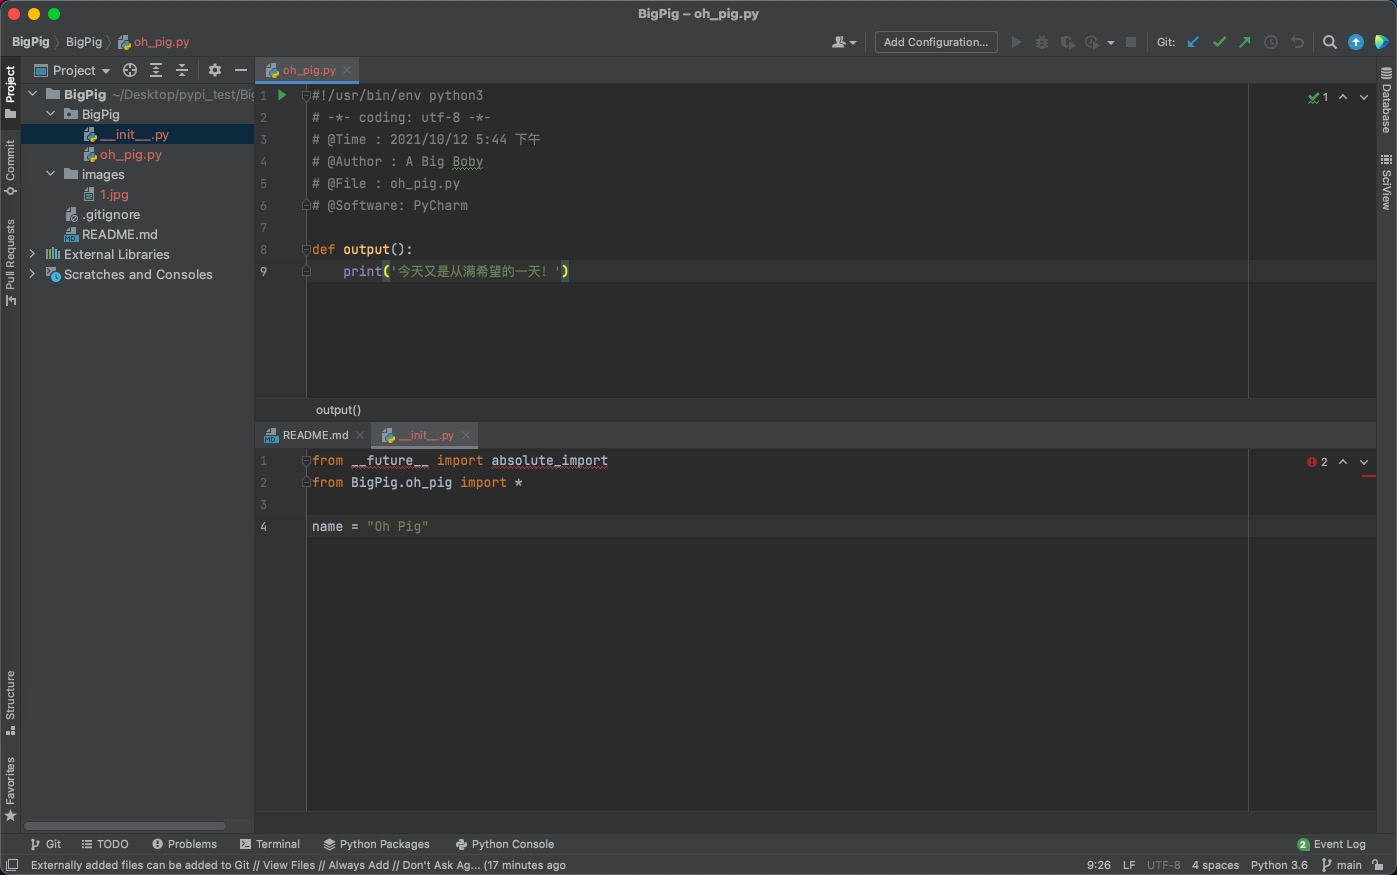 BigPig – oh_pig.py
BigPig BigPig oh_pig.py
Add Configuration...
Git:
Project
Commit
Pull Requests
Structure
Favorites
Project
BigPig ~/Desktop/pypi_test/Big
BigPig
__init__.py
oh_pig.py
images
1.jpg
.gitignore
README.md
External Libraries
Scratches and Consoles
oh_pig.py
1 #!/usr/bin/env python3
2 # -*- coding: utf-8 -*-
3 # @Time : 2021/10/12 5:44 下午
4 # @Author : A Big Boby
5 # @File : oh_pig.py
6 # @Software: PyCharm
7
8 def output():
9 print('今天又是从满希望的一天! ')
1
output()
README.md
__init__.py
1 from __future__ import absolute_import
2 from BigPig.oh_pig import *
3
4 name = "Oh Pig"
2
Database
SciView
Git TODO Problems Terminal Python Packages Python Console
2 Event Log
Externally added files can be added to Git // View Files // Always Add // Don't Ask Ag... (17 minutes ago
9:26 LF UTF-8 4 spaces Python 3.6 main